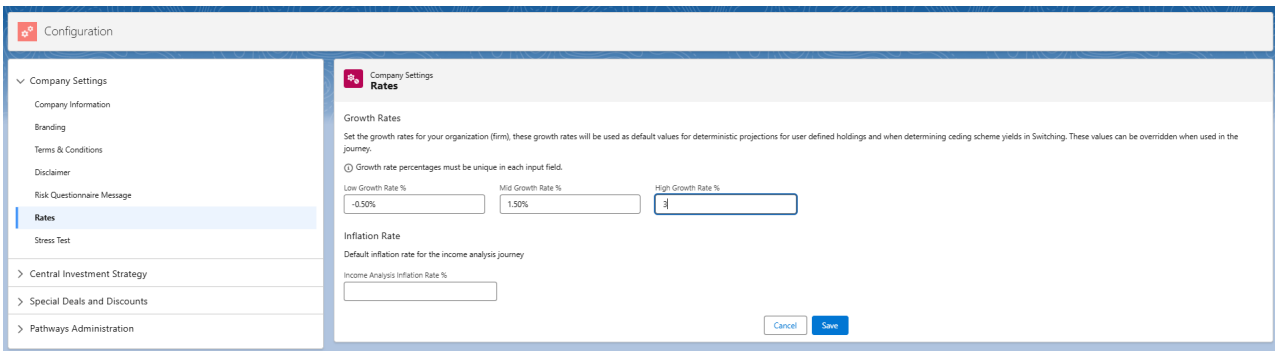 Configuration
Company Settings
Company Information
Branding
Terms & Conditions
Disclaimer
Risk Questionnaire Message
Rates
Stress Test
Central Investment Strategy
Special Deals and Discounts
Pathways Administration
Company Settings
Rates
Growth Rates
Set the growth rates for your organization (firm), these growth rates will be used as default values for deterministic projections for user defined holdings and when determining ceding scheme yields in Switching. These values can be overridden when used in the
journey.
Growth rate percentages must be unique in each input field.
Low Growth Rate % Mid Growth Rate % High Growth Rate %
-0.50% 1.50% 3
Inflation Rate
Default inflation rate for the income analysis journey
Income Analysis Inflation Rate %
Cancel Save